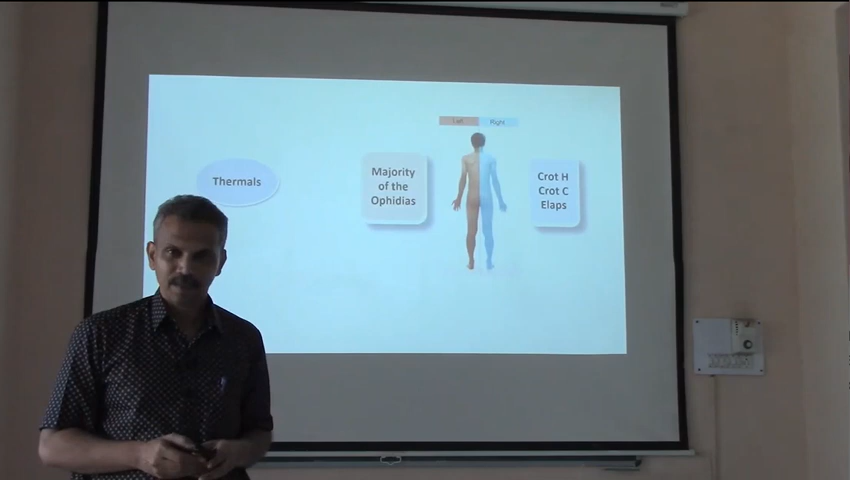 Left Right
Thermals
Majority
of the
Ophidias
Crot H
Crot C
Elaps